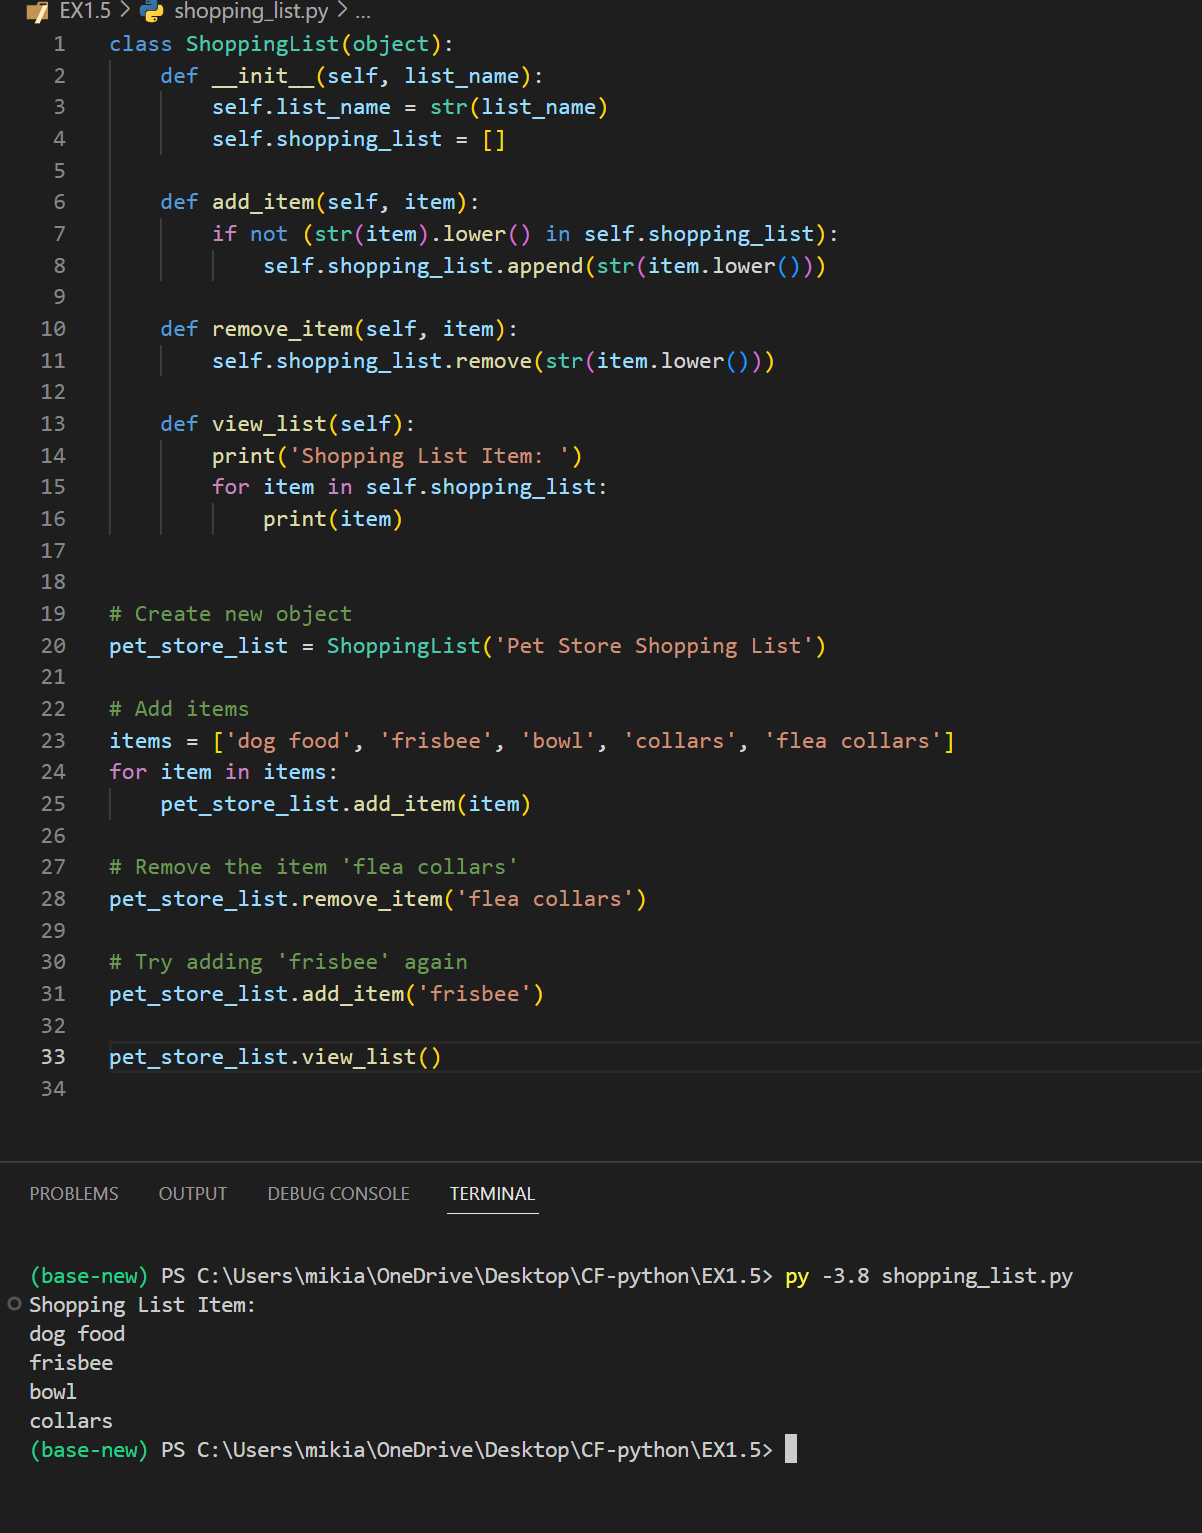 EX1.5 > shopping_list.py > ...
1 class ShoppingList(object):
2     def __init__(self, list_name):
3         self.list_name = str(list_name)
4         self.shopping_list = []
5
6     def add_item(self, item):
7         if not (str(item).lower() in self.shopping_list):
8             self.shopping_list.append(str(item.lower()))
9
10     def remove_item(self, item):
11         self.shopping_list.remove(str(item.lower()))
12
13     def view_list(self):
14         print('Shopping List Item: ')
15         for item in self.shopping_list:
16             print(item)
17
18
19 # Create new object
20 pet_store_list = ShoppingList('Pet Store Shopping List')
21
22 # Add items
23 items = ['dog food', 'frisbee', 'bowl', 'collars', 'flea collars']
24 for item in items:
25     pet_store_list.add_item(item)
26
27 # Remove the item 'flea collars'
28 pet_store_list.remove_item('flea collars')
29
30 # Try adding 'frisbee' again
31 pet_store_list.add_item('frisbee')
32
33 pet_store_list.view_list()
34
PROBLEMS OUTPUT DEBUG CONSOLE TERMINAL
(base-new) PS C:\Users\mikia\OneDrive\Desktop\CF-python\EX1.5> py -3.8 shopping_list.py
Shopping List Item:
dog food
frisbee
bowl
collars
(base-new) PS C:\Users\mikia\OneDrive\Desktop\CF-python\EX1.5>